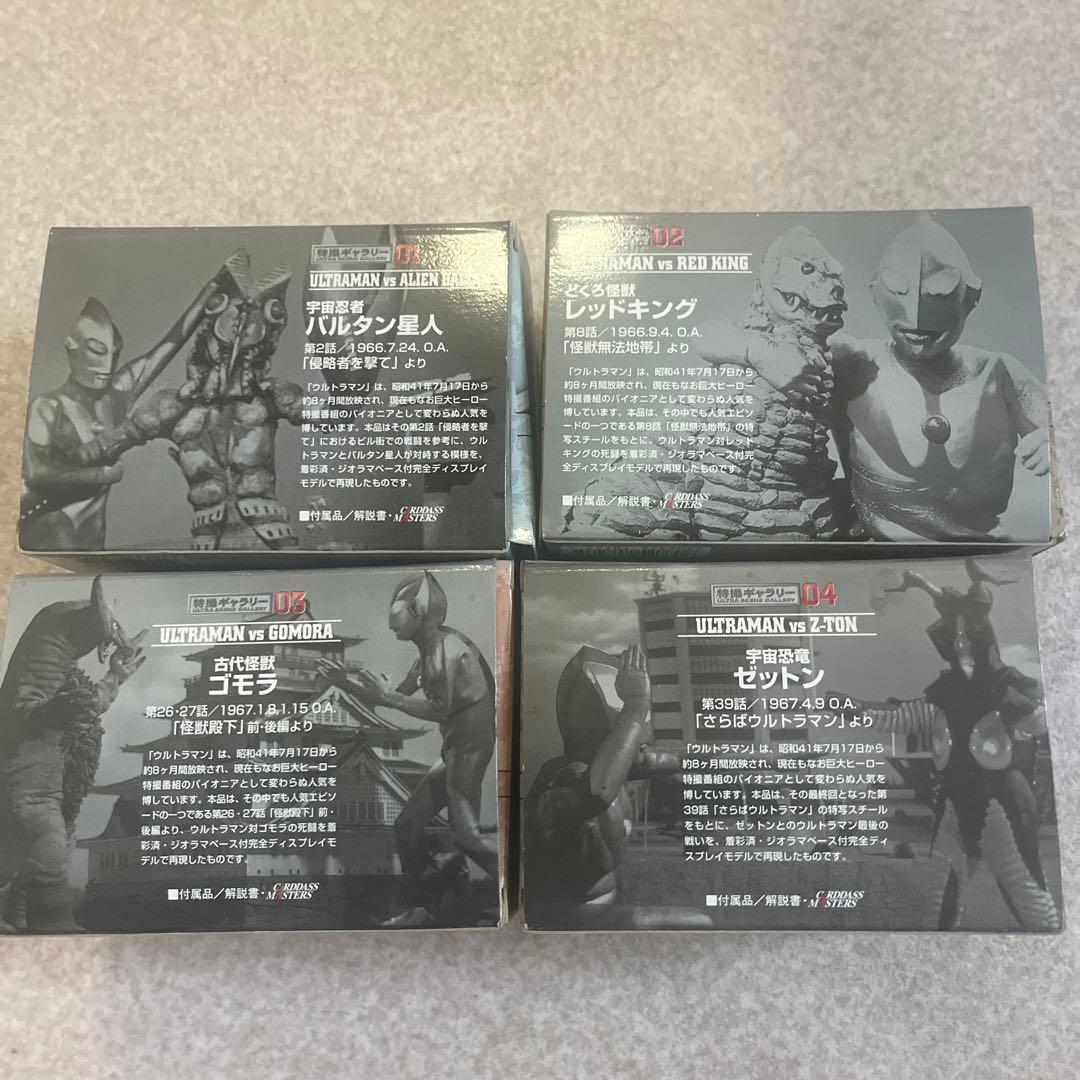 特撮ギャラリー 01
ULTRAMAN vs ALIEN
宇宙忍者
バルタン星人
第2話/1966.7.24. O.A.
「侵略者を撃て」より
「ウルトラマン」は、昭和41年7月17日から
約8ヶ月間放映され、現在もなお巨大ヒーロー
特撮番組のパイオニアとして変わらぬ人気を
博しています。本品はその第2話「侵略者を撃
て」におけるビル街での戦闘を参考に、ウルト
ラマンとバルタン星人が対峙する模様を、
着彩済・ジオラマベース付完全ディスプレイ
モデルで再現したものです。
■付属品/解説書・CARDDASS MASTERS
02
RAMAN vs RED KING
どくろ怪獣
レッドキング
第8話/1966.9.4. O.A.
「怪獣無法地帯」より
「ウルトラマン」は、昭和41年7月17日から
約8ヶ月間放映され、現在もなお巨大ヒーロー
特撮番組のパイオニアとして変わらぬ人気を
博しています。本品は、その中でも人気エピソ
ードの一つである第8話「怪獣無法地帯」の特
写スチールをもとに、ウルトラマン対レッド
キングの死闘を着彩済・ジオラマベース付完
全ディスプレイモデルで再現したものです。
■付属品/解説書・CARDDASS MASTERS
特撮ギャラリー 03
ULTRA SCENE GALLERY
ULTRAMAN vs GOMORA
古代怪獣
ゴモラ
第26・27話/1967.1.8,1.15 O.A.
「怪獣殿下」前・後編より
「ウルトラマン」は、昭和41年7月17日から
約8ヶ月間放映され、現在もなお巨大ヒーロー
特撮番組のパイオニアとして変わらぬ人気を
博しています。本品は、その中でも人気エピソ
ードの一つである第26・27話「怪獣殿下」前・
後編より、ウルトラマン対ゴモラの死闘を着
彩済・ジオラマベース付完全ディスプレイモ
デルで再現したものです。
■付属品/解説書・CARDDASS MASTERS
特撮ギャラリー 04
ULTRA SCENE GALLERY
ULTRAMAN vs Z-TON
宇宙恐竜
ゼットン
第39話/1967.4.9 O.A.
「さらばウルトラマン」より
「ウルトラマン」は、昭和41年7月17日から
約8ヶ月間放映され、現在もなお巨大ヒーロー
特撮番組のパイオニアとして変わらぬ人気を
博しています。本品は、その最終回となった第
39話「さらばウルトラマン」の特写スチール
をもとに、ゼットンとのウルトラマン最後の
戦いを、着彩済・ジオラマベース付完全ディ
スプレイモデルで再現したものです。
■付属品/解説書・CARDDASS MASTERS